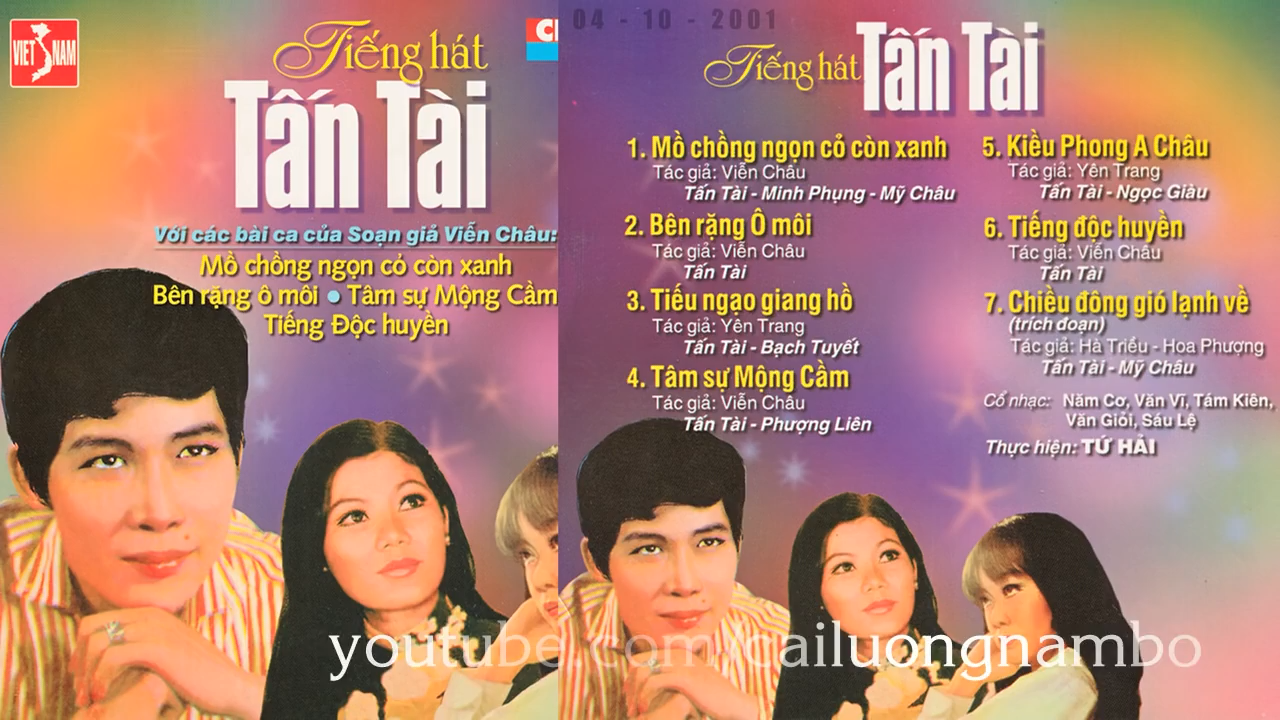 VIET NAM
Tiếng hát
Tấn Tài
Với các bài ca của Soạn giả Viễn Châu:
Mồ chồng ngọn cỏ còn xanh
Bên rặng ô môi • Tâm sự Mộng Cầm
Tiếng Độc huyền
04 - 10 - 2001
Tiếng hát Tấn Tài
1. Mồ chồng ngọn cỏ còn xanh
Tác giả: Viễn Châu
Tấn Tài - Minh Phụng - Mỹ Châu
2. Bên rặng Ô môi
Tác giả: Viễn Châu
Tấn Tài
3. Tiếu ngạo giang hồ
Tác giả: Yên Trang
Tấn Tài - Bạch Tuyết
4. Tâm sự Mộng Cầm
Tác giả: Viễn Châu
Tấn Tài - Phượng Liên
5. Kiều Phong A Châu
Tác giả: Yên Trang
Tấn Tài - Ngọc Giàu
6. Tiếng độc huyền
Tác giả: Viễn Châu
Tấn Tài
7. Chiều đông gió lạnh về
(trích đoạn)
Tác giả: Hà Triều - Hoa Phượng
Tấn Tài - Mỹ Châu
Cổ nhạc: Năm Cơ, Văn Vĩ, Tám Kiên,
Văn Giỏi, Sáu Lệ
Thực hiện: TỨ HẢI
youtube.com/cailuongnambo